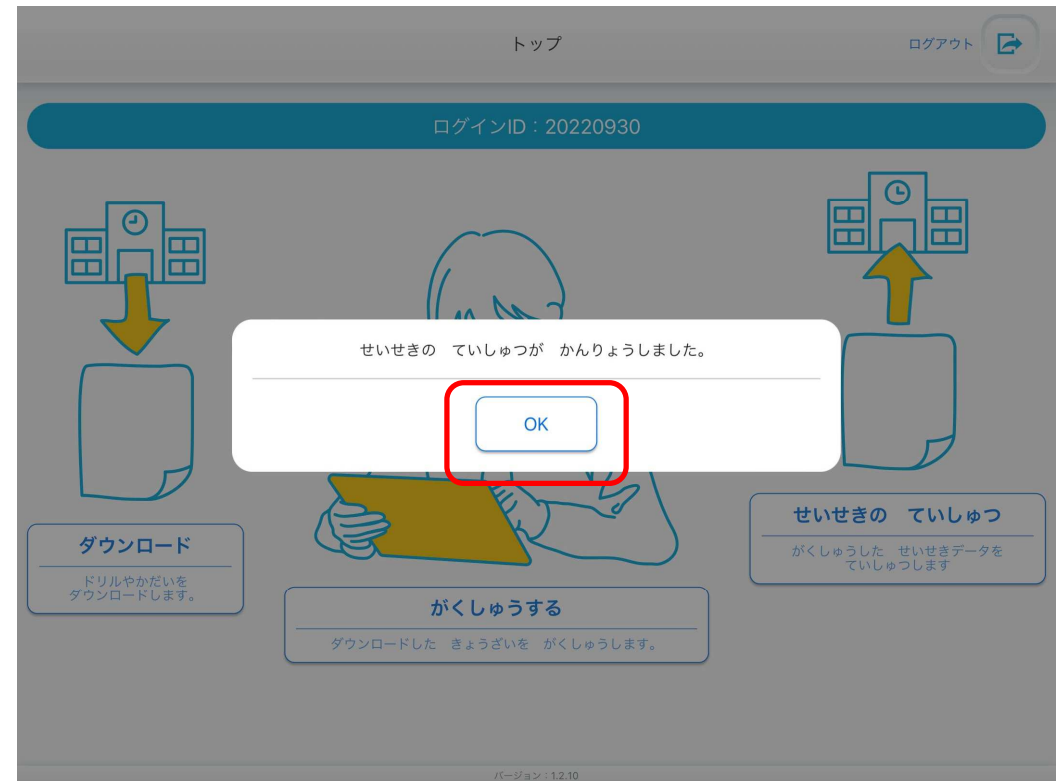 トップ
ログアウト
ログインID：20220930
せいせきの　ていしゅつが　かんりょうしました。
OK
ダウンロード
ドリルやかだいを
ダウンロードします。
がくしゅうする
ダウンロードした　きょうざいを　がくしゅうします。
せいせきの　ていしゅつ
がくしゅうした　せいせきデータを
ていしゅつします
バージョン：1.2.10